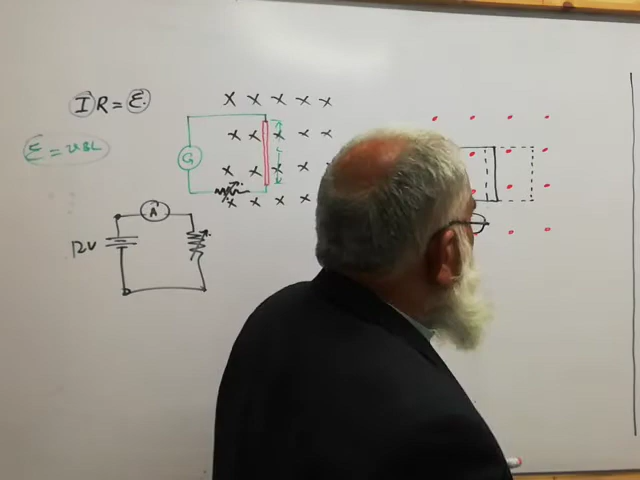 IR = Ɛ.
Ɛ = vBL
x x x x x
x x x x x
G
L
x x x x
x x x x x
A
12V